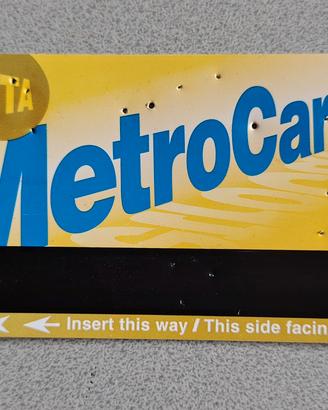 TA
MetroCar
Insert this way / This side facin